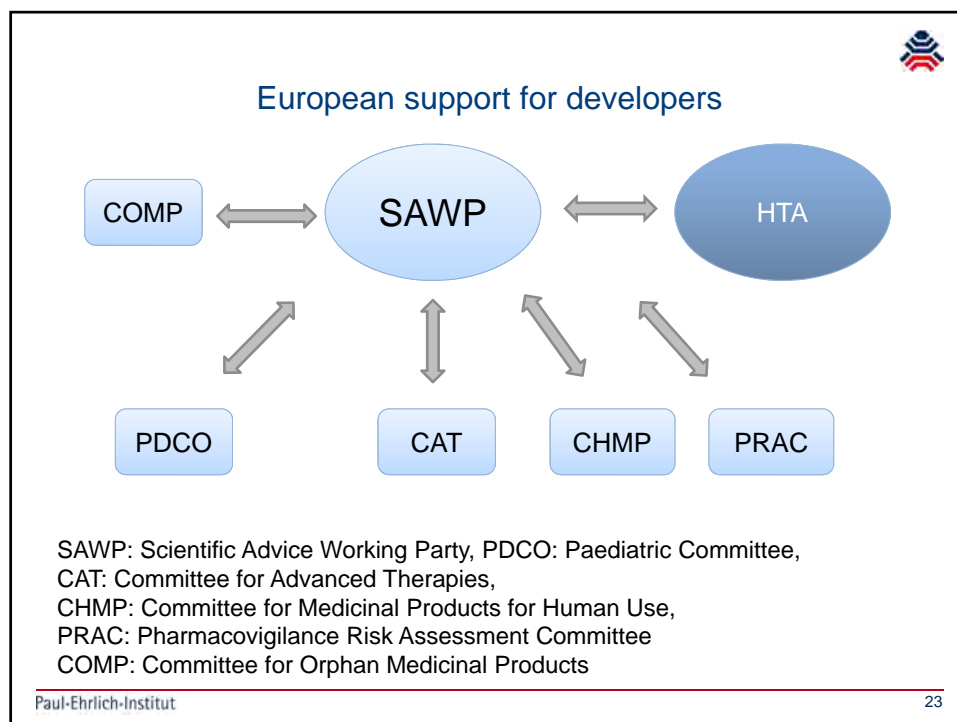 European support for developers
COMP
SAWP
HTA
PDCO
CAT
CHMP
PRAC
SAWP: Scientific Advice Working Party, PDCO: Paediatric Committee,
CAT: Committee for Advanced Therapies,
CHMP: Committee for Medicinal Products for Human Use,
PRAC: Pharmacovigilance Risk Assessment Committee
COMP: Committee for Orphan Medicinal Products
Paul-Ehrlich-Institut
23